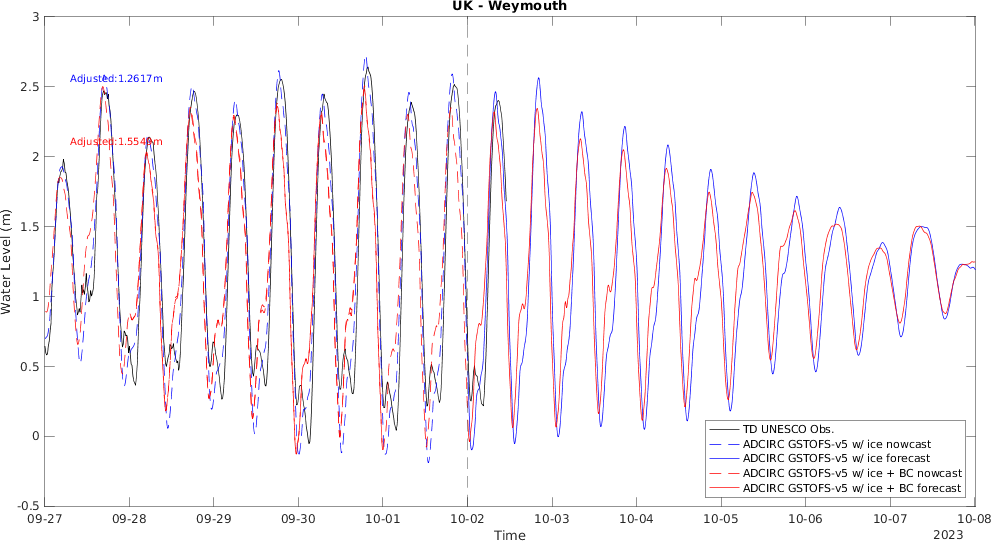 UK - Weymouth
3
2.5
2
1.5
1
0.5
0
-0.5
Water Level (m)
Adjusted:1.2617m
TD UNESCO Obs.
ADCIRC GSTOFS-v5 w/ ice nowcast
ADCIRC GSTOFS-v5 w/ ice forecast
ADCIRC GSTOFS-v5 w/ ice + BC nowcast
ADCIRC GSTOFS-v5 w/ ice + BC forecast
09-27 09-28 09-29 09-30 10-01 10-02 10-03 10-04 10-05 10-06 10-07 10-08
Time
2023